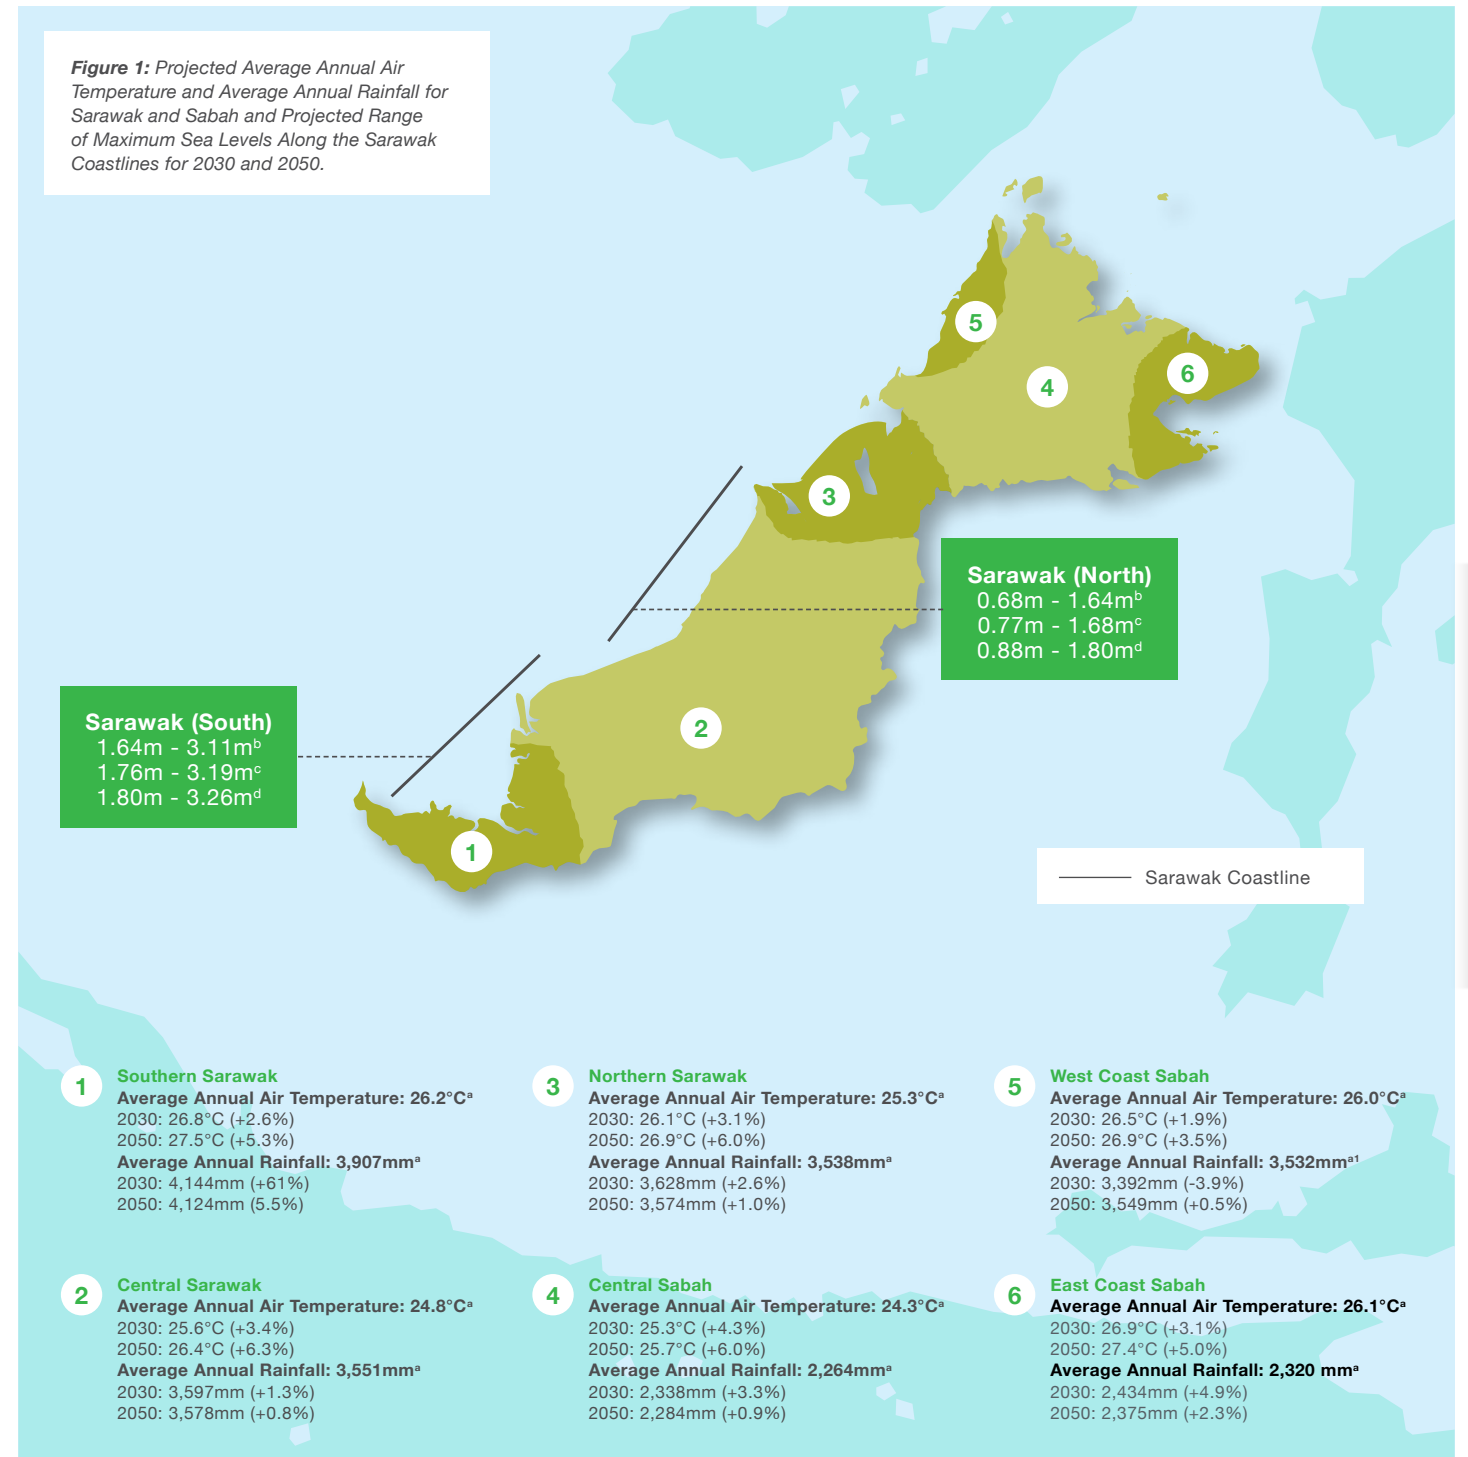 Figure 1: Projected Average Annual Air
Temperature and Average Annual Rainfall for
Sarawak and Sabah and Projected Range
of Maximum Sea Levels Along the Sarawak
Coastlines for 2030 and 2050.
5
6
4
3
Sarawak (North)
0.68m - 1.64mᵇ
0.77m - 1.68mᶜ
0.88m - 1.80mᵈ
Sarawak (South)
1.64m - 3.11mᵇ
1.76m - 3.19mᶜ
1.80m - 3.26mᵈ
2
1
Sarawak Coastline
1
Southern Sarawak
Average Annual Air Temperature: 26.2°Cᵃ
2030: 26.8°C (+2.6%)
2050: 27.5°C (+5.3%)
Average Annual Rainfall: 3,907mmᵃ
2030: 4,144mm (+61%)
2050: 4,124mm (5.5%)
2
Central Sarawak
Average Annual Air Temperature: 24.8°Cᵃ
2030: 25.6°C (+3.4%)
2050: 26.4°C (+6.3%)
Average Annual Rainfall: 3,551mmᵃ
2030: 3,597mm (+1.3%)
2050: 3,578mm (+0.8%)
3
Northern Sarawak
Average Annual Air Temperature: 25.3°Cᵃ
2030: 26.1°C (+3.1%)
2050: 26.9°C (+6.0%)
Average Annual Rainfall: 3,538mmᵃ
2030: 3,628mm (+2.6%)
2050: 3,574mm (+1.0%)
4
Central Sabah
Average Annual Air Temperature: 24.3°Cᵃ
2030: 25.3°C (+4.3%)
2050: 25.7°C (+6.0%)
Average Annual Rainfall: 2,264mmᵃ
2030: 2,338mm (+3.3%)
2050: 2,284mm (+0.9%)
5
West Coast Sabah
Average Annual Air Temperature: 26.0°Cᵃ
2030: 26.5°C (+1.9%)
2050: 26.9°C (+3.5%)
Average Annual Rainfall: 3,532mmᵃ¹
2030: 3,392mm (-3.9%)
2050: 3,549mm (+0.5%)
6
East Coast Sabah
Average Annual Air Temperature: 26.1°Cᵃ
2030: 26.9°C (+3.1%)
2050: 27.4°C (+5.0%)
Average Annual Rainfall: 2,320 mmᵃ
2030: 2,434mm (+4.9%)
2050: 2,375mm (+2.3%)